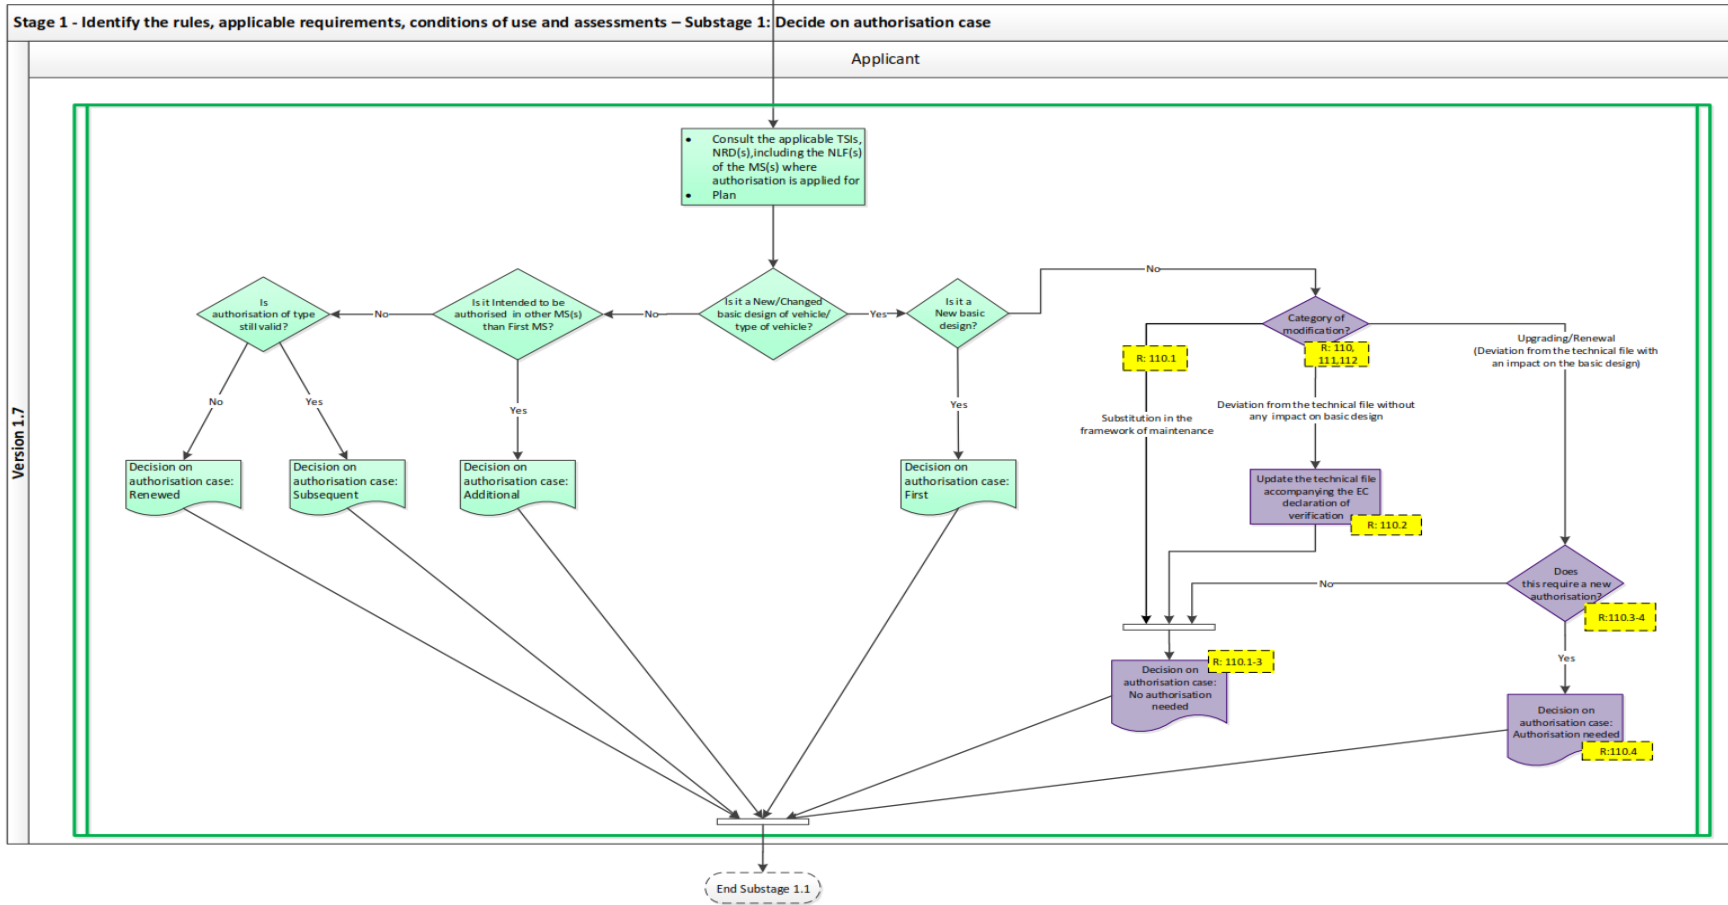 Stage 1 - Identify the rules, applicable requirements, conditions of use and assessments – Substage 1: Decide on authorisation case
Applicant
Version 1.7
• Consult the applicable TSIs,
NRD(s),including the NLF(s)
of the MS(s) where
authorisation is applied for
• Plan
Is
authorisation of type
still valid?
No
Is it Intended to be
authorised in other MS(s)
than First MS?
No
Is it a New/Changed
basic design of vehicle/
type of vehicle?
Yes
Is it a
New basic
design?
No
Category of
modification?
R: 110,
111,112
R: 110.1
Upgrading/Renewal
(Deviation from the technical file with
an impact on the basic design)
No
Yes
Yes
Yes
Substitution in the
framework of maintenance
Deviation from the technical file without
any impact on basic design
Decision on
authorisation case:
Renewed
Decision on
authorisation case:
Subsequent
Decision on
authorisation case:
Additional
Decision on
authorisation case:
First
Update the technical file
accompanying the EC
declaration of
verification
R: 110.2
No
Does
this require a new
authorisation?
R:110.3-4
Yes
Decision on
authorisation case:
No authorisation
needed
R: 110.1-3
Decision on
authorisation case:
Authorisation needed
R:110.4
End Substage 1.1